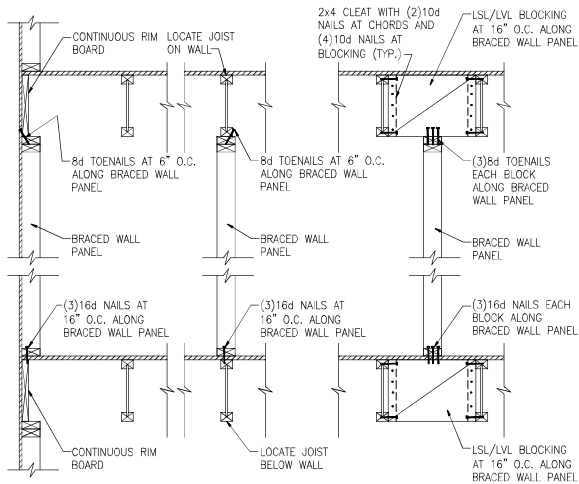 CONTINUOUS RIM
BOARD
LOCATE JOIST
ON WALL
2x4 CLEAT WITH (2)10d
NAILS AT CHORDS AND
(4)10d NAILS AT
BLOCKING (TYP.)
LSL/LVL BLOCKING
AT 16" O.C. ALONG
BRACED WALL PANEL
8d TOENAILS AT 6" O.C.
ALONG BRACED WALL
PANEL
8d TOENAILS AT 6" O.C.
ALONG BRACED WALL
PANEL
(3)8d TOENAILS
EACH BLOCK
ALONG BRACED
WALL PANEL
BRACED WALL
PANEL
BRACED WALL
PANEL
BRACED WALL
PANEL
(3)16d NAILS AT
16" O.C. ALONG
BRACED WALL PANEL
(3)16d NAILS AT
16" O.C. ALONG
BRACED WALL PANEL
(3)16d NAILS EACH
BLOCK ALONG
BRACED WALL PANEL
CONTINUOUS RIM
BOARD
LOCATE JOIST
BELOW WALL
LSL/LVL BLOCKING
AT 16" O.C. ALONG
BRACED WALL PANEL